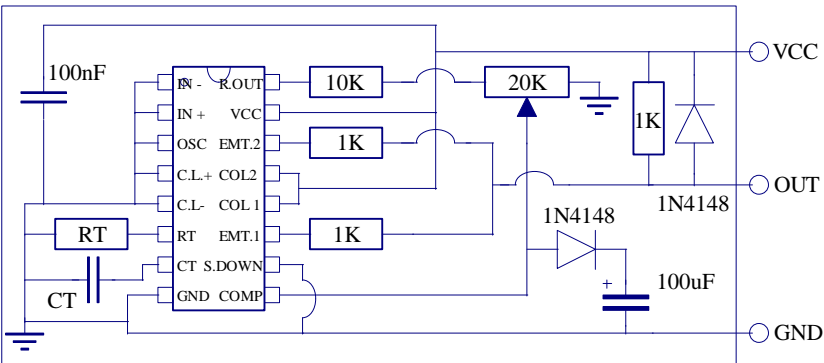 VCC
100nF
IN - R.OUT 10K 20K
IN + VCC
1K
OSC EMT.2 1K
C.L.+ COL2
OUT
C.L- COL 1
1N4148
1N4148
RT RT EMT.1 1K
CT S.DOWN
+ 100uF
CT
GND COMP
GND